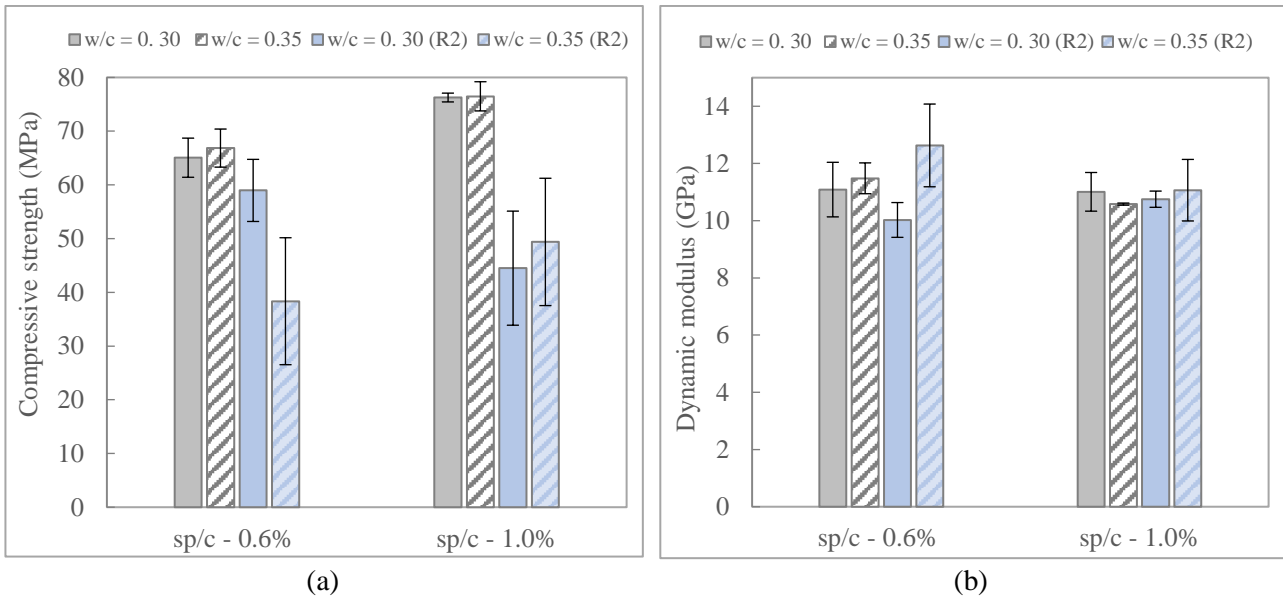 w/c = 0. 30 w/c = 0.35 w/c = 0. 30 (R2) w/c = 0.35 (R2)
Compressive strength (MPa)
80
70
60
50
40
30
20
10
0
sp/c - 0.6% sp/c - 1.0%
(a)
w/c = 0. 30 w/c = 0.35 w/c = 0. 30 (R2) w/c = 0.35 (R2)
Dynamic modulus (GPa)
14
12
10
8
6
4
2
0
sp/c - 0.6% sp/c - 1.0%
(b)